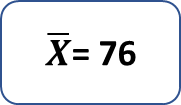 X̅ = 76